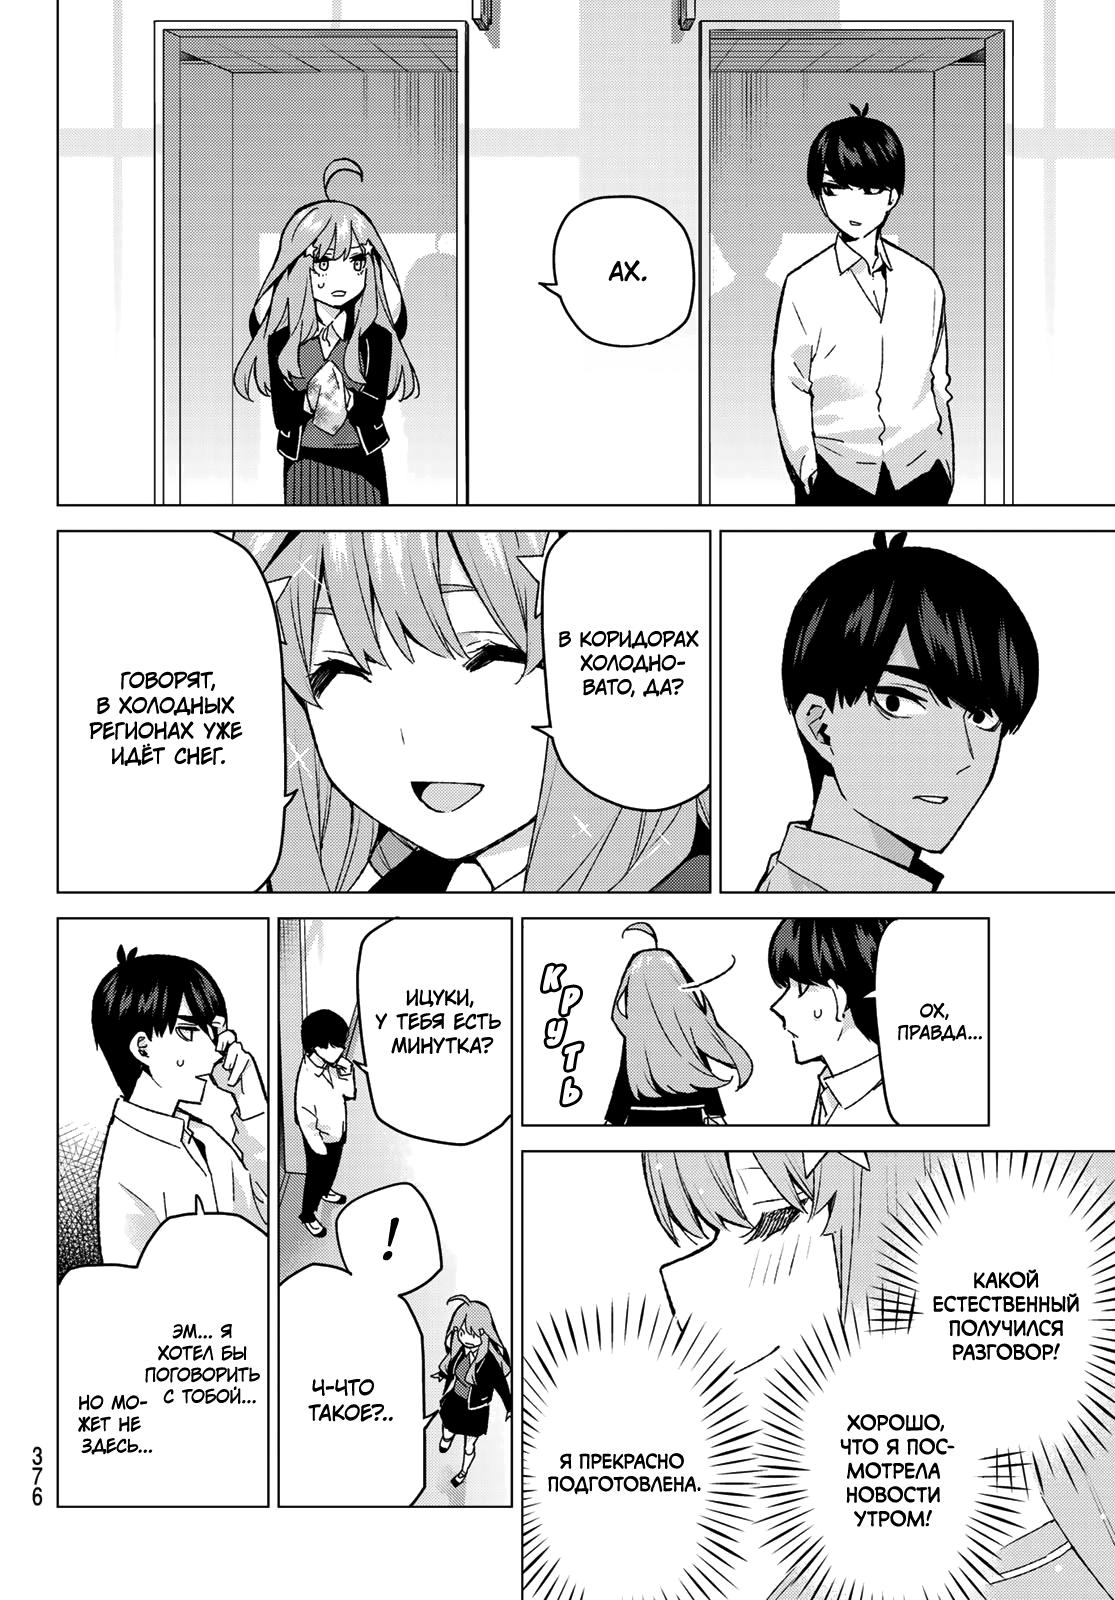 АХ.
В КОРИДОРАХ
ХОЛОДНО-
ВАТО, ДА?
ГОВОРЯТ,
В ХОЛОДНЫХ
РЕГИОНАХ УЖЕ
ИДЁТ СНЕГ.
ОХ,
ПРАВДА...
КРУТЬ
КАКОЙ
ЕСТЕСТВЕННЫЙ
ПОЛУЧИЛСЯ
РАЗГОВОР!
ХОРОШО,
ЧТО Я ПОС-
МОТРЕЛА
НОВОСТИ
УТРОМ!
Я ПРЕКРАСНО
ПОДГОТОВЛЕНА.
ИЦУКИ,
У ТЕБЯ ЕСТЬ
МИНУТКА?
!
Ч-ЧТО
ТАКОЕ?..
ЭМ... Я
ХОТЕЛ БЫ
ПОГОВОРИТЬ
С ТОБОЙ...
НО МО-
ЖЕТ НЕ
ЗДЕСЬ...
376